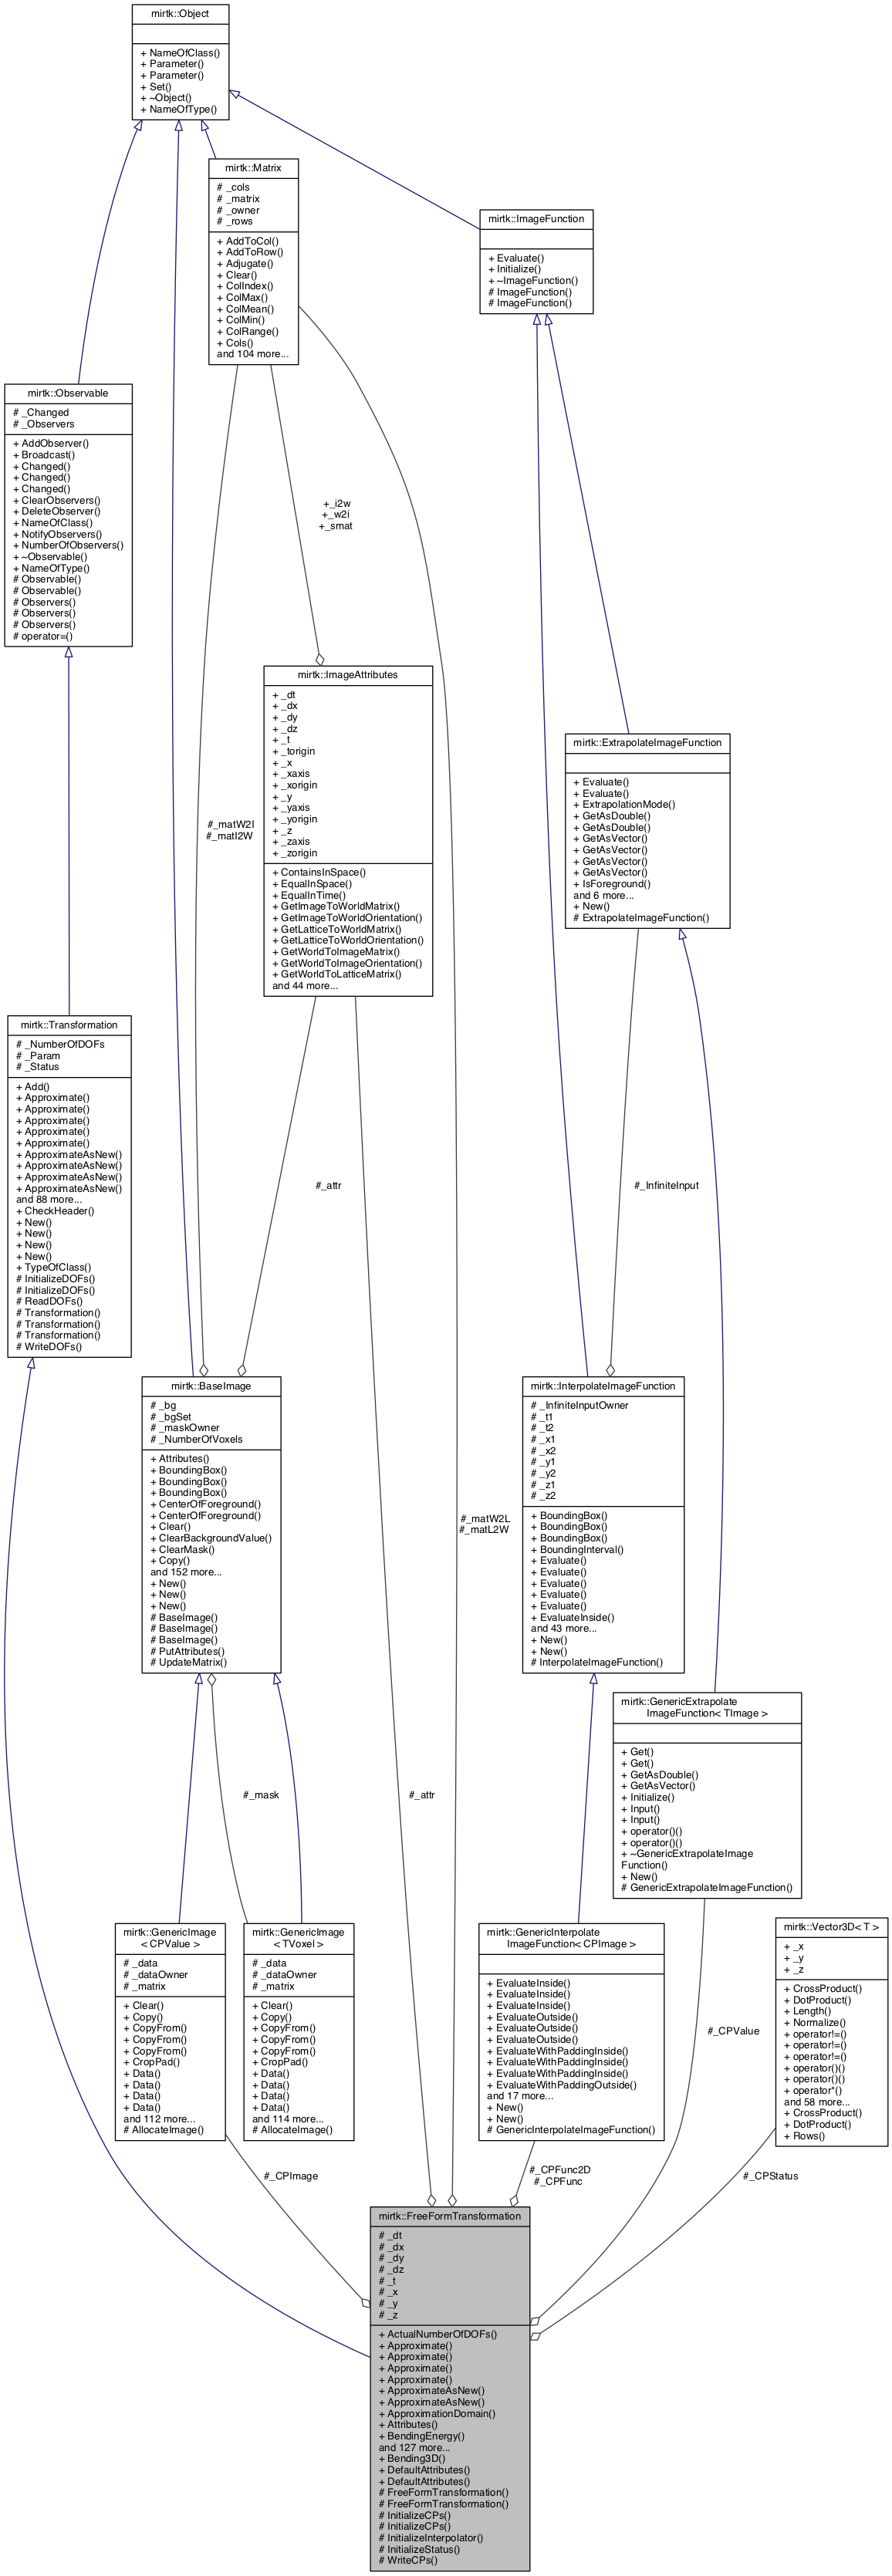 mirtk::Object
+ NameOfClass()
+ Parameter()
+ Parameter()
+ Set()
+ ~Object()
+ NameOfType()
mirtk::Matrix
# _cols
# _matrix
# _owner
# _rows
+ AddToCol()
+ AddToRow()
+ Adjugate()
+ Clear()
+ ColIndex()
+ ColMax()
+ ColMean()
+ ColMin()
+ ColRange()
+ Cols()
and 104 more...
mirtk::ImageFunction
+ Evaluate()
+ Initialize()
+ ~ImageFunction()
# ImageFunction()
# ImageFunction()
mirtk::Observable
# _Changed
# _Observers
+ AddObserver()
+ Broadcast()
+ Changed()
+ Changed()
+ Changed()
+ ClearObservers()
+ DeleteObserver()
+ NameOfClass()
+ NotifyObservers()
+ NumberOfObservers()
+ ~Observable()
+ NameOfType()
# Observable()
# Observable()
# Observers()
# Observers()
# Observers()
# operator=()
+_i2w
+_w2i
+_smat
mirtk::ImageAttributes
+ _dt
+ _dx
+ _dy
+ _dz
+ _t
+ _torigin
+ _x
+ _xaxis
+ _xorigin
+ _y
+ _yaxis
+ _yorigin
+ _z
+ _zaxis
+ _zorigin
+ ContainsInSpace()
+ EqualInSpace()
+ EqualInTime()
+ GetImageToWorldMatrix()
+ GetImageToWorldOrientation()
+ GetLatticeToWorldMatrix()
+ GetLatticeToWorldOrientation()
+ GetWorldToImageMatrix()
+ GetWorldToImageOrientation()
+ GetWorldToLatticeMatrix()
and 44 more...
#_matW2I
#_matI2W
mirtk::ExtrapolateImageFunction
+ Evaluate()
+ Evaluate()
+ ExtrapolationMode()
+ GetAsDouble()
+ GetAsDouble()
+ GetAsVector()
+ GetAsVector()
+ GetAsVector()
+ GetAsVector()
+ IsForeground()
and 6 more...
+ New()
# ExtrapolateImageFunction()
mirtk::Transformation
# _NumberOfDOFs
# _Param
# _Status
+ Add()
+ Approximate()
+ Approximate()
+ Approximate()
+ Approximate()
+ Approximate()
+ ApproximateAsNew()
+ ApproximateAsNew()
+ ApproximateAsNew()
+ ApproximateAsNew()
and 88 more...
+ CheckHeader()
+ New()
+ New()
+ New()
+ New()
+ TypeOfClass()
# InitializeDOFs()
# InitializeDOFs()
# ReadDOFs()
# Transformation()
# Transformation()
# Transformation()
# WriteDOFs()
#_attr
#_InfiniteInput
mirtk::BaseImage
# _bg
# _bgSet
# _maskOwner
# _NumberOfVoxels
+ Attributes()
+ BoundingBox()
+ BoundingBox()
+ BoundingBox()
+ CenterOfForeground()
+ CenterOfForeground()
+ Clear()
+ ClearBackgroundValue()
+ ClearMask()
+ Copy()
and 152 more...
+ New()
+ New()
+ New()
# BaseImage()
# BaseImage()
# BaseImage()
# PutAttributes()
# UpdateMatrix()
#_matW2L
#_matL2W
mirtk::InterpolateImageFunction
# _InfiniteInputOwner
# _t1
# _t2
# _x1
# _x2
# _y1
# _y2
# _z1
# _z2
+ BoundingBox()
+ BoundingBox()
+ BoundingBox()
+ BoundingInterval()
+ Evaluate()
+ Evaluate()
+ Evaluate()
+ Evaluate()
+ Evaluate()
+ EvaluateInside()
and 43 more...
+ New()
+ New()
# InterpolateImageFunction()
mirtk::GenericExtrapolate
ImageFunction< TImage >
+ Get()
+ Get()
+ GetAsDouble()
+ GetAsVector()
+ Initialize()
+ Input()
+ Input()
+ operator()()
+ operator()()
+ ~GenericExtrapolateImage
Function()
+ New()
# GenericExtrapolateImageFunction()
#_mask
#_attr
mirtk::GenericImage
< CPValue >
# _data
# _dataOwner
# _matrix
+ Clear()
+ Copy()
+ CopyFrom()
+ CopyFrom()
+ CopyFrom()
+ CropPad()
+ Data()
+ Data()
+ Data()
+ Data()
and 112 more...
# AllocateImage()
mirtk::GenericImage
< TVoxel >
# _data
# _dataOwner
# _matrix
+ Clear()
+ Copy()
+ CopyFrom()
+ CopyFrom()
+ CopyFrom()
+ CropPad()
+ Data()
+ Data()
+ Data()
+ Data()
and 114 more...
# AllocateImage()
mirtk::GenericInterpolate
ImageFunction< CPImage >
+ EvaluateInside()
+ EvaluateInside()
+ EvaluateInside()
+ EvaluateOutside()
+ EvaluateOutside()
+ EvaluateOutside()
+ EvaluateWithPaddingInside()
+ EvaluateWithPaddingInside()
+ EvaluateWithPaddingInside()
+ EvaluateWithPaddingOutside()
and 17 more...
+ New()
+ New()
# GenericInterpolateImageFunction()
mirtk::Vector3D< T >
+ _x
+ _y
+ _z
+ CrossProduct()
+ DotProduct()
+ Length()
+ Normalize()
+ operator!=()
+ operator!=()
+ operator!=()
+ operator()()
+ operator()()
+ operator*()
and 58 more...
+ CrossProduct()
+ DotProduct()
+ Rows()
#_CPValue
#_CPImage
#_CPFunc2D
#_CPFunc
#_CPStatus
mirtk::FreeFormTransformation
# _dt
# _dx
# _dy
# _dz
# _t
# _x
# _y
# _z
+ ActualNumberOfDOFs()
+ Approximate()
+ Approximate()
+ Approximate()
+ Approximate()
+ ApproximateAsNew()
+ ApproximateAsNew()
+ ApproximationDomain()
+ Attributes()
+ BendingEnergy()
and 127 more...
+ Bending3D()
+ DefaultAttributes()
+ DefaultAttributes()
# FreeFormTransformation()
# FreeFormTransformation()
# InitializeCPs()
# InitializeCPs()
# InitializeInterpolator()
# InitializeStatus()
# WriteCPs()